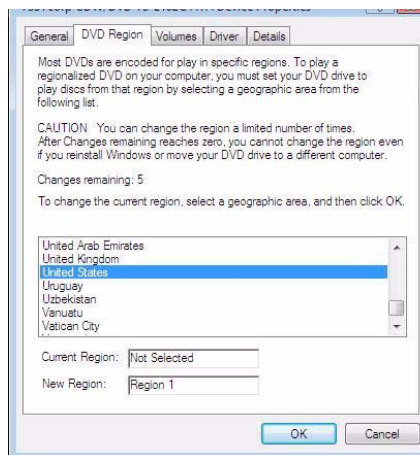 Properties
General DVD Region Volumes Driver Details
Most DVDs are encoded for play in specific regions. To play a
regionalized DVD on your computer, you must set your DVD drive to
play discs from that region by selecting a geographic area from the
following list.
CAUTION You can change the region a limited number of times.
After Changes remaining reaches zero, you cannot change the region even
if you reinstall Windows or move your DVD drive to a different computer.
Changes remaining: 5
To change the current region, select a geographic area, and then click OK.
United Arab Emirates
United Kingdom
United States
Uruguay
Uzbekistan
Vanuatu
Vatican City
Current Region: Not Selected
New Region: Region 1
OK Cancel